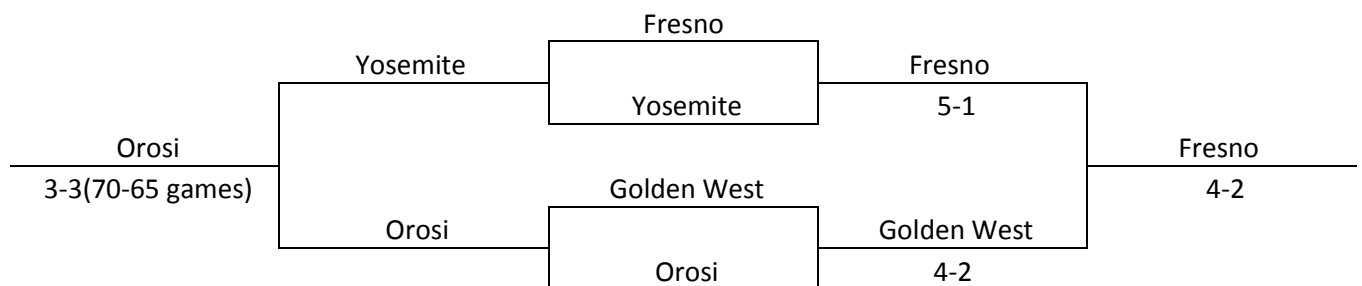 Fresno
Yosemite
Fresno
Yosemite
5-1
Orosi
Fresno
3-3(70-65 games)
Golden West
4-2
Orosi
Golden West
Orosi
4-2